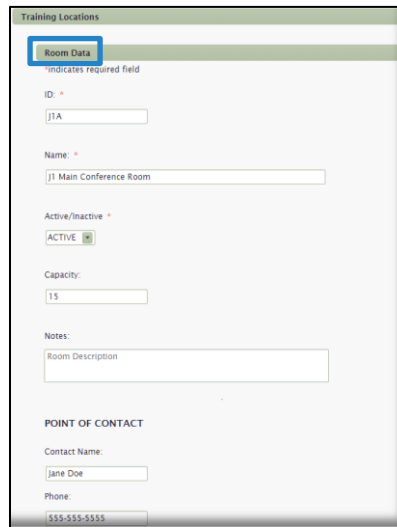 Training Locations
Room Data
*indicates required field
ID: *
J1A
Name: *
J1 Main Conference Room
Active/Inactive *
ACTIVE
Capacity:
15
Notes:
Room Description
POINT OF CONTACT
Contact Name:
Jane Doe
Phone:
555-555-5555